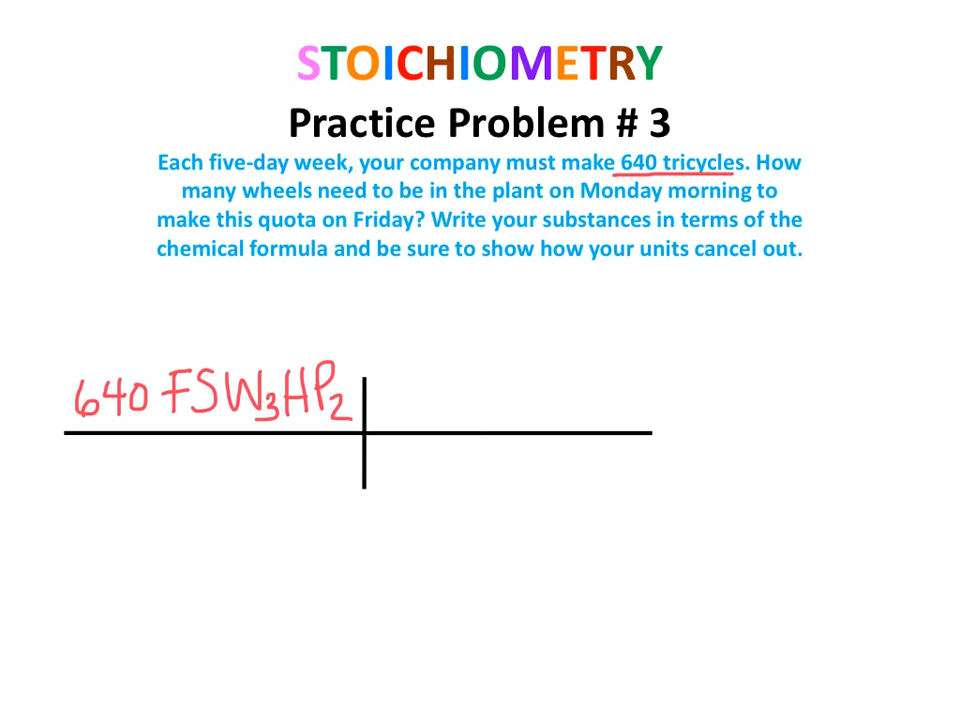 STOICHIOMETRY
Practice Problem # 3
Each five-day week, your company must make 640 tricycles. How
many wheels need to be in the plant on Monday morning to
make this quota on Friday? Write your substances in terms of the
chemical formula and be sure to show how your units cancel out.
640 FSW₃HP₂